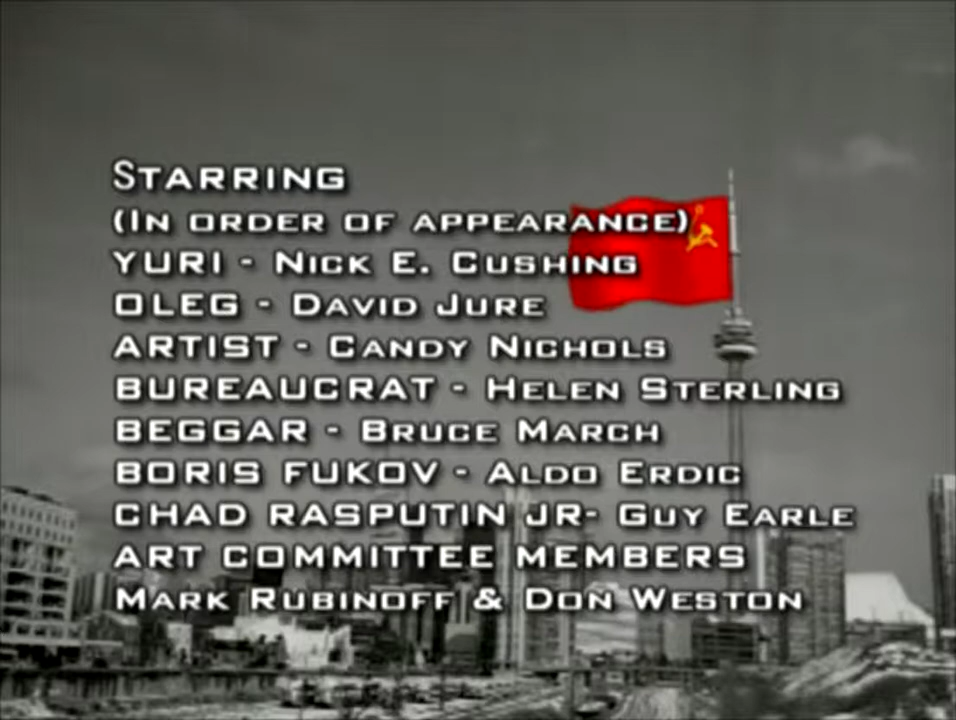 Starring
(In order of appearance)
YURI - Nick E. Cushing
OLEG - David Jure
ARTIST - Candy Nichols
BUREAUCRAT - Helen Sterling
BEGGAR - Bruce March
BORIS FUKOV - Aldo Erdic
CHAD RASPUTIN JR- Guy Earle
ART COMMITTEE MEMBERS
Mark Rubinoff & Don Weston